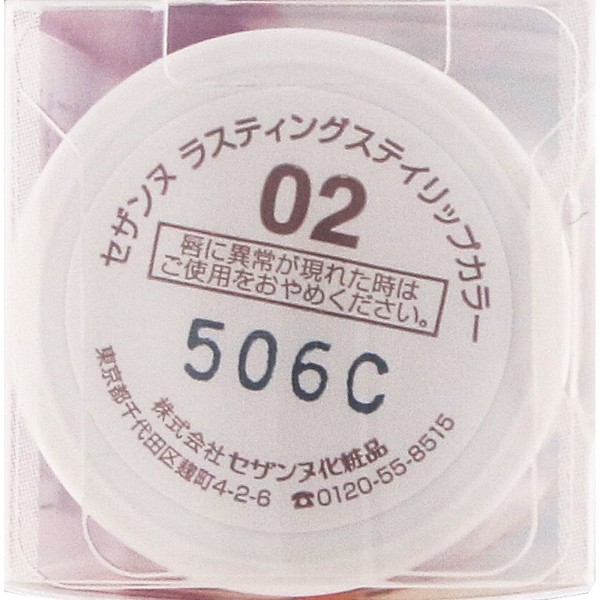 セザンヌ ラスティングステイリップカラー
02
唇に異常が現れた時は
ご使用をおやめください。
506C
株式会社セザンヌ化粧品
東京都千代田区麹町4-2-6 ☎0120-55-8515